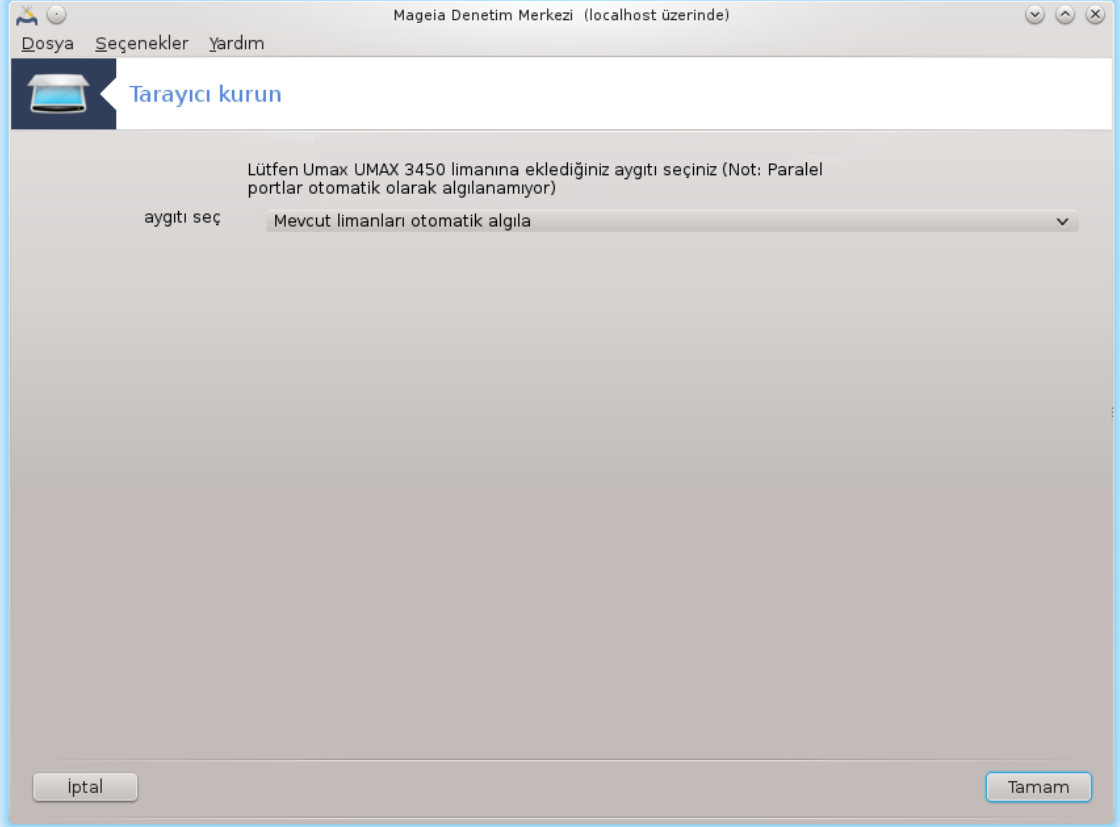 Mageia Denetim Merkezi  (localhost üzerinde)
Dosya Seçenekler Yardım
Tarayıcı kurun
Lütfen Umax UMAX 3450 limanına eklediğiniz aygıtı seçiniz (Not: Paralel
portlar otomatik olarak algılanamıyor)
aygıtı seç Mevcut limanları otomatik algıla
İptal Tamam